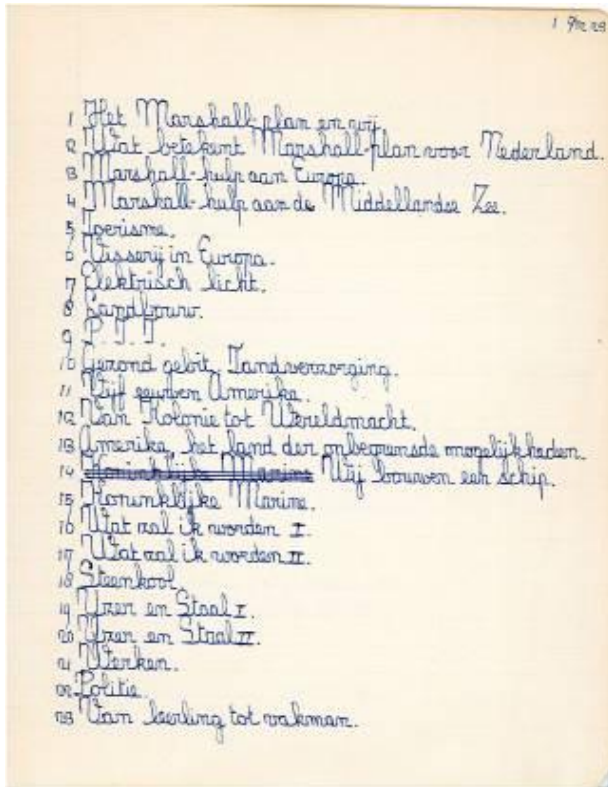 1 Het Marshall-plan en wij
2 Wat betekent Marshall-plan voor Nederland.
3 Marshall-hulp aan Europa.
4 Marshall-hulp aan de Middellandse Zee.
5 Toerisme.
6 Visserij in Europa.
7 Elektrisch licht.
8 Landbouw.
9 P.T.T.
10 Gezond gebit, Tandverzorging.
11 Vijf eeuwen Amerika.
12 Van Kolonie tot Wereldmacht.
13 Amerika, het land der onbegrensde mogelijkheden.
14 Koninklijke Marine Wij bouwen een schip.
15 Koninklijke Marine.
16 Wat zal ik worden I.
17 Wat zal ik worden II.
18 Steenkool
19 IJzer en Staal I.
20 IJzer en Staal II.
21 Werken.
22 Politie.
23 Van leerling tot vakman.